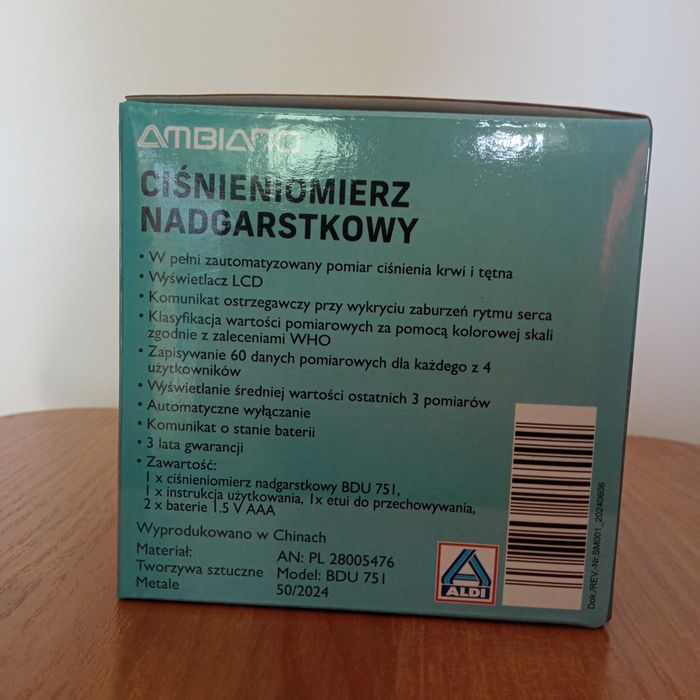 AMBIANO
CIŚNIENIOMIERZ
NADGARSTKOWY
• W pełni zautomatyzowany pomiar ciśnienia krwi i tętna
• Wyświetlacz LCD
• Komunikat ostrzegawczy przy wykryciu zaburzeń rytmu serca
• Klasyfikacja wartości pomiarowych za pomocą kolorowej skali
zgodnie z zaleceniami WHO
• Zapisywanie 60 danych pomiarowych dla każdego z 4
użytkowników
• Wyświetlanie średniej wartości ostatnich 3 pomiarów
• Automatyczne wyłączanie
• Komunikat o stanie baterii
• 3 lata gwarancji
• Zawartość:
1 x ciśnieniomierz nadgarstkowy BDU 751,
1 x instrukcja użytkowania, 1x etui do przechowywania,
2 x baterie 1.5 V AAA
Wyprodukowano w Chinach
Materiał:
Tworzywa sztuczne
Metale
AN: PL 28005476
Model: BDU 751
50/2024
ALDI
Dok./REV.-Nr.SM001_20240606